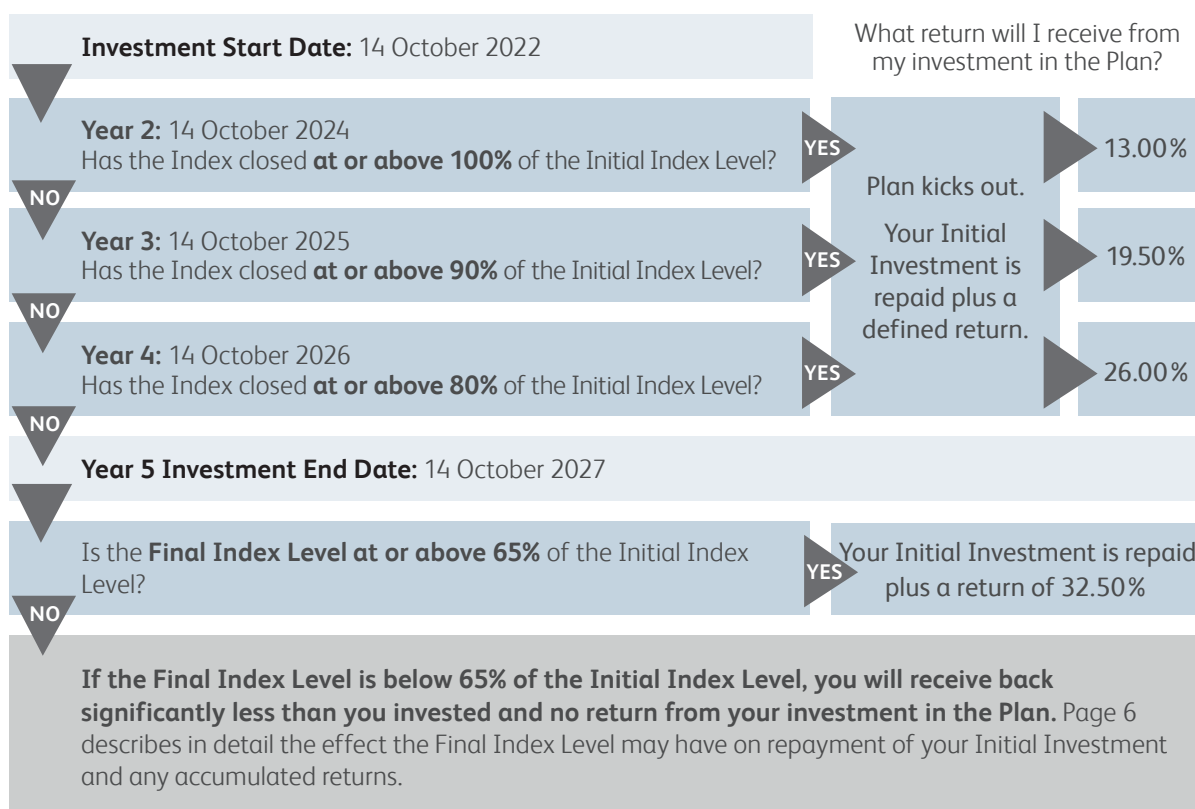 Investment Start Date: 14 October 2022
What return will I receive from
my investment in the Plan?
Year 2: 14 October 2024
Has the Index closed at or above 100% of the Initial Index Level?
YES
13.00%
NO
Plan kicks out.
Your Initial
Investment is
repaid plus a
defined return.
Year 3: 14 October 2025
Has the Index closed at or above 90% of the Initial Index Level?
YES
19.50%
NO
Year 4: 14 October 2026
Has the Index closed at or above 80% of the Initial Index Level?
YES
26.00%
NO
Year 5 Investment End Date: 14 October 2027
Is the Final Index Level at or above 65% of the Initial Index
Level?
YES
Your Initial Investment is repaid
plus a return of 32.50%
NO
If the Final Index Level is below 65% of the Initial Index Level, you will receive back
significantly less than you invested and no return from your investment in the Plan. Page 6
describes in detail the effect the Final Index Level may have on repayment of your Initial Investment
and any accumulated returns.